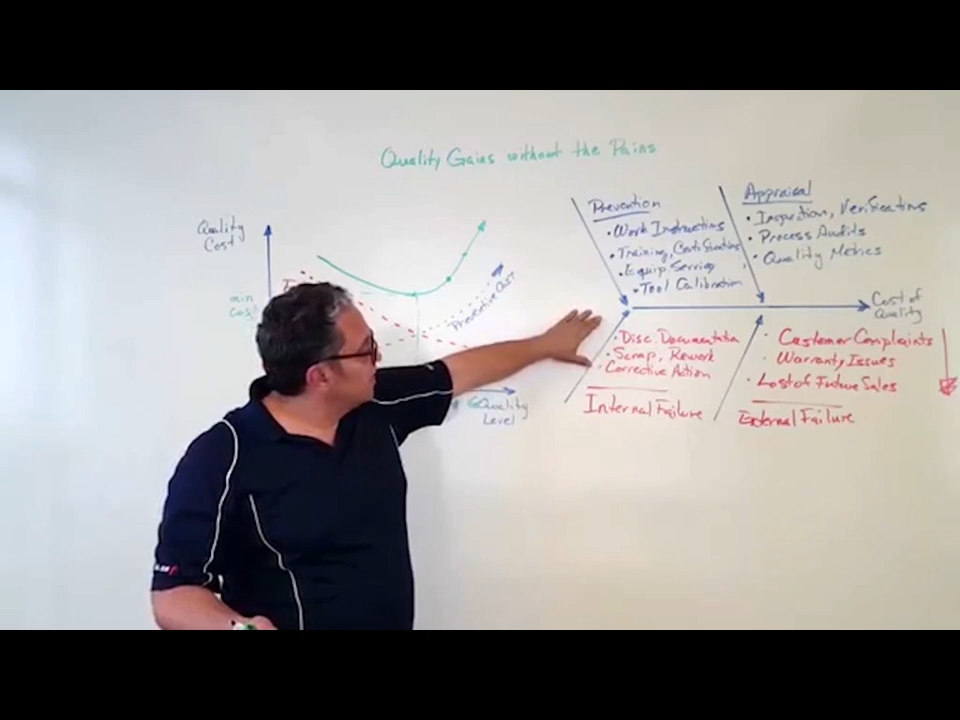 Quality Gains without the Pains
Quality
Cost
min
cost
Preventive Cost
Quality
Level
Prevention
• Work Instructions
• Training, Certifications
• Equip Servicing
• Tool Calibration
Appraisal
• Inspection, Verifications
• Process Audits
• Quality Metrics
Cost of
Quality
• Disc. Documentation
• Scrap, Rework
• Corrective Action
Internal Failure
• Customer Complaints
• Warranty Issues
• Lost of Future Sales
External Failure